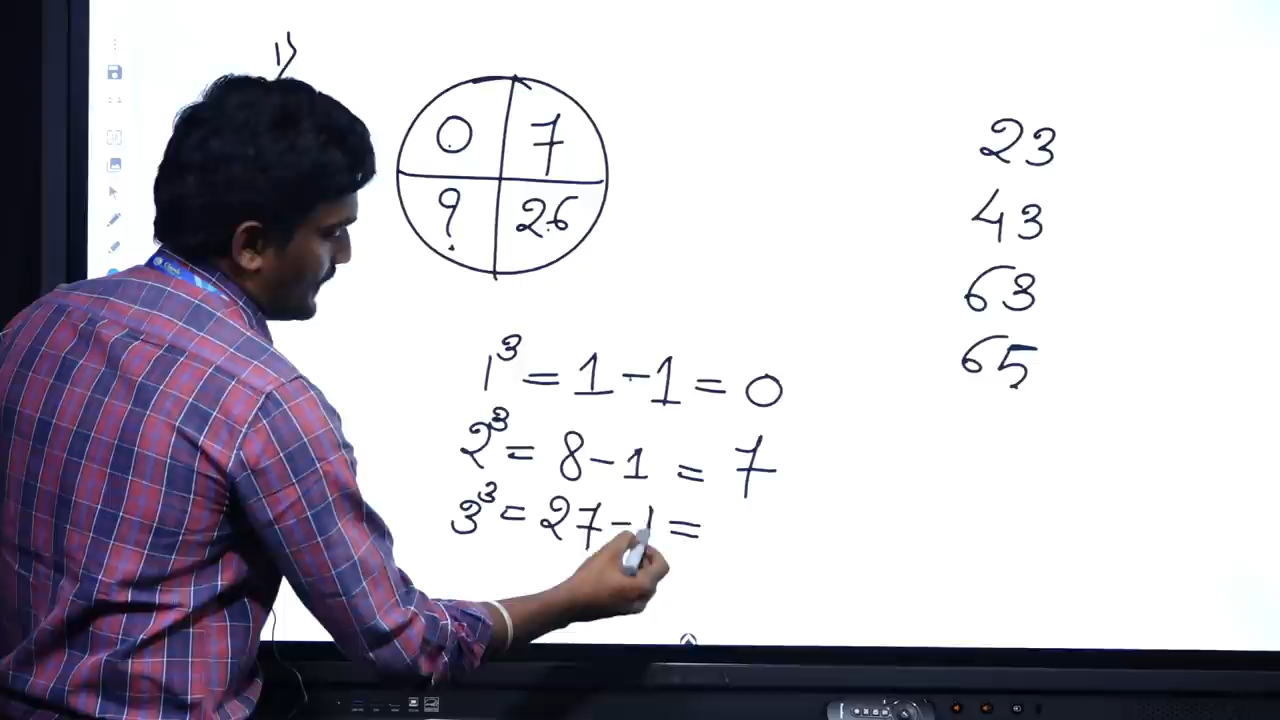 1)
0 7
? 26
1³ = 1 - 1 = 0
2³ = 8 - 1 = 7
3³ = 27 - 1 =
23
43
63
65